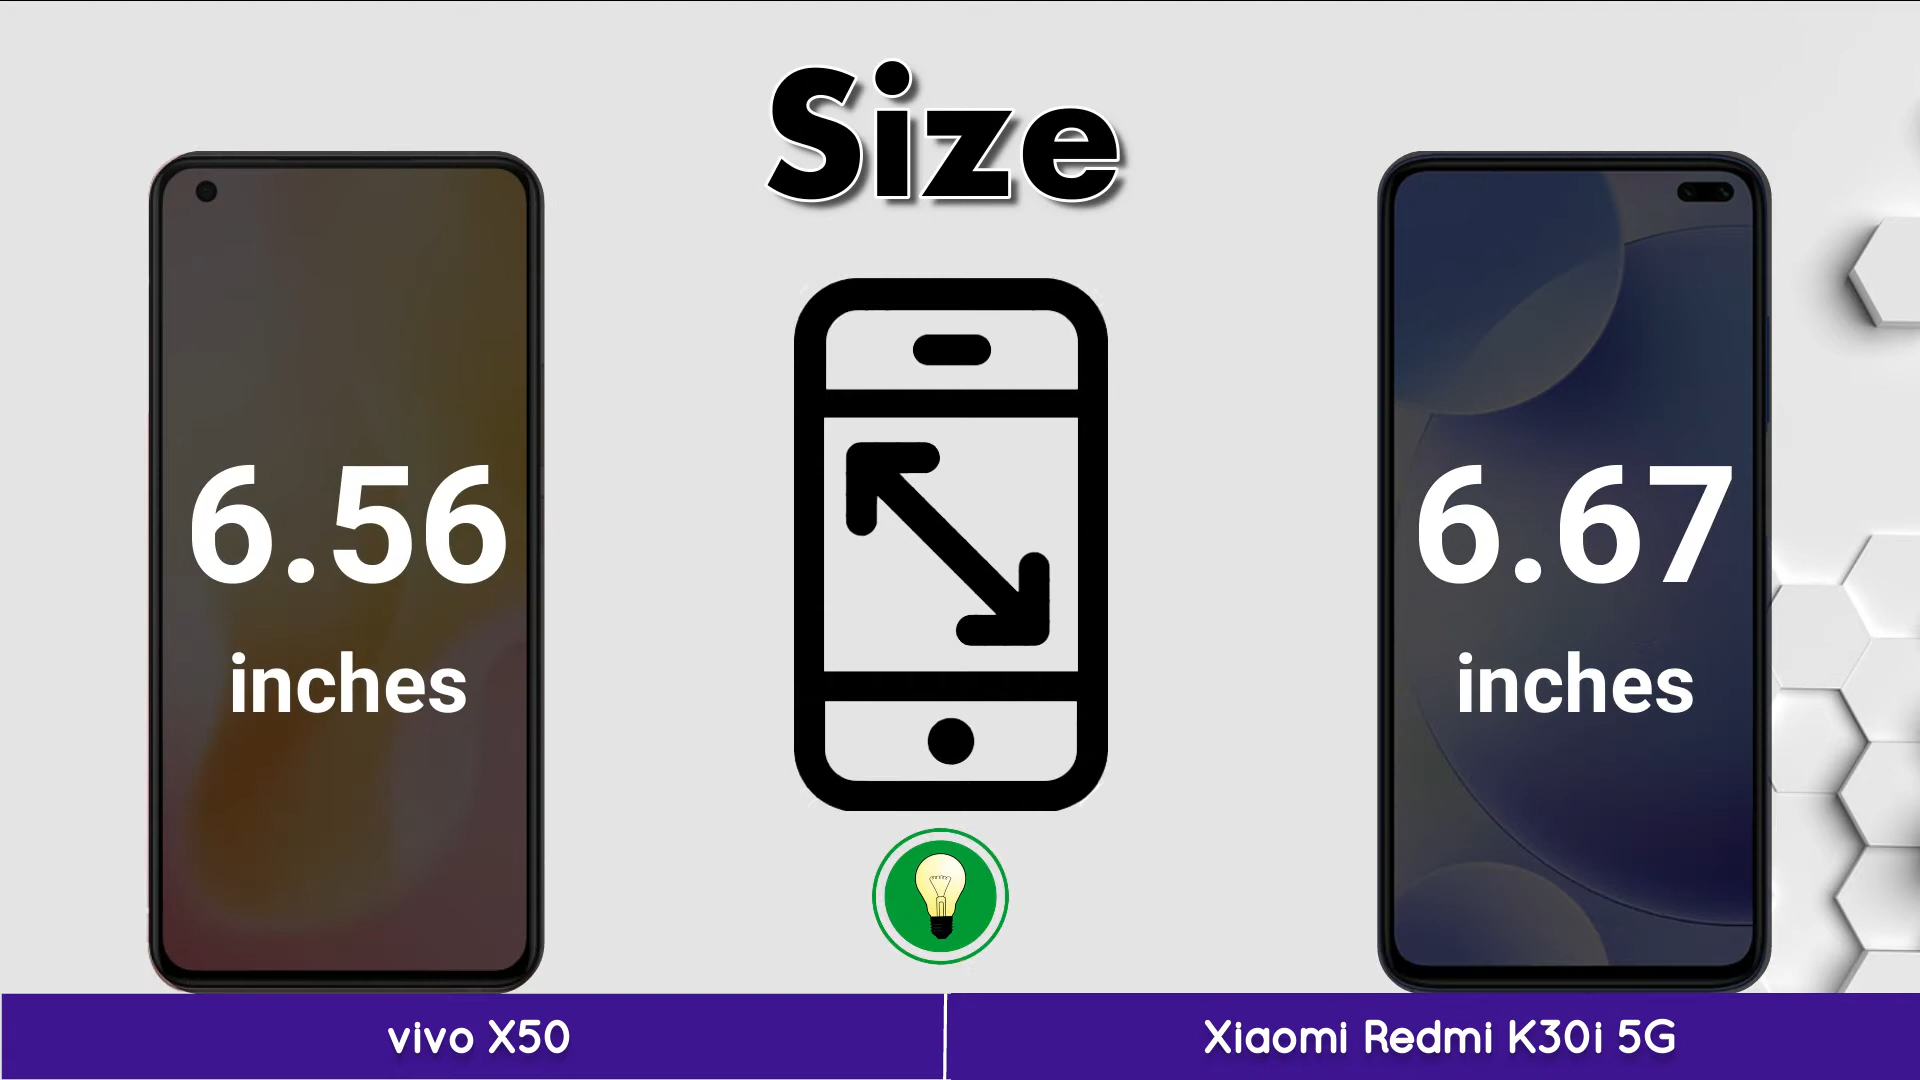 Size
6.56
inches
6.67
inches
vivo X50
Xiaomi Redmi K30i 5G